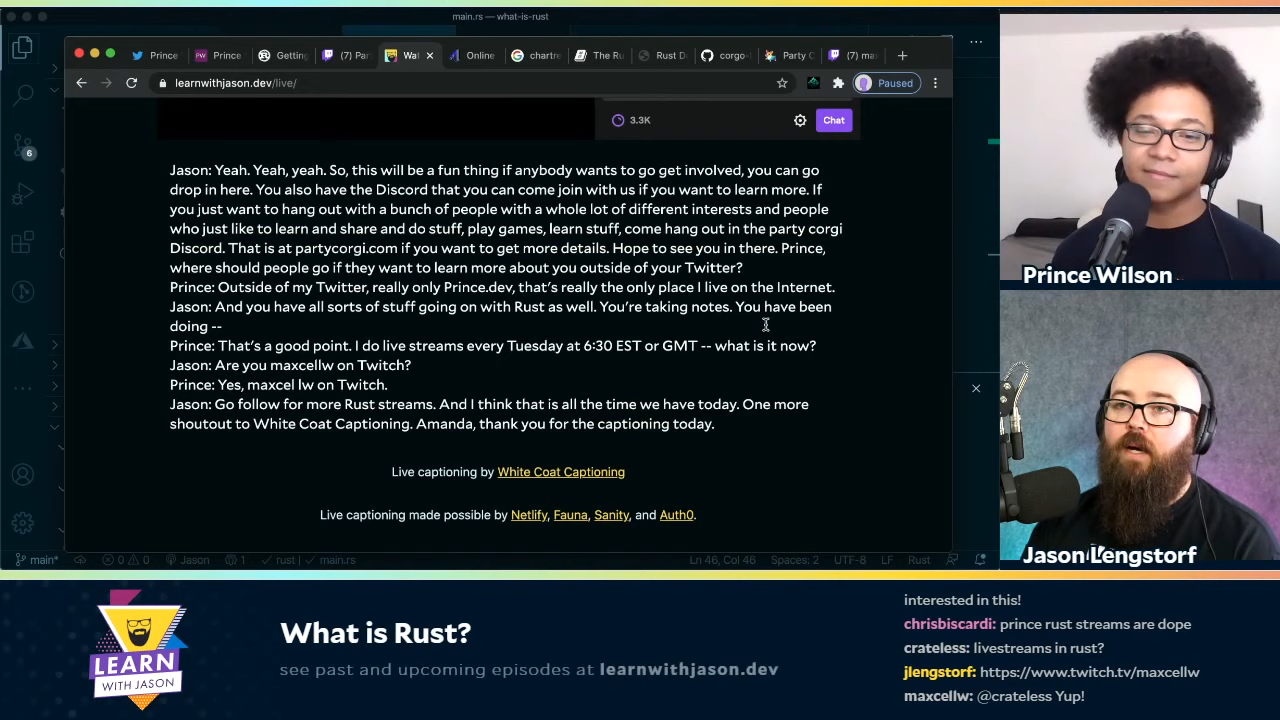 main.rs — what-is-rust
Prince
Prince
Getting
(7) Par
Wat
Online
chartre
The Ru
Rust D
corgo-
Party C
(7) ma
learnwithjason.dev/live/
Paused
3.3K
Chat
6
Jason: Yeah. Yeah, yeah. So, this will be a fun thing if anybody wants to go get involved, you can go
drop in here. You also have the Discord that you can come join with us if you want to learn more. If
you just want to hang out with a bunch of people with a whole lot of different interests and people
who just like to learn and share and do stuff, play games, learn stuff, come hang out in the party corgi
Discord. That is at partycorgi.com if you want to get more details. Hope to see you in there. Prince,
where should people go if they want to learn more about you outside of your Twitter?
Prince: Outside of my Twitter, really only Prince.dev, that's really the only place I live on the Internet.
Jason: And you have all sorts of stuff going on with Rust as well. You're taking notes. You have been
doing --
Prince: That's a good point. I do live streams every Tuesday at 6:30 EST or GMT -- what is it now?
Jason: Are you maxcellw on Twitch?
Prince: Yes, maxcel lw on Twitch.
Jason: Go follow for more Rust streams. And I think that is all the time we have today. One more
shoutout to White Coat Captioning. Amanda, thank you for the captioning today.
Live captioning by White Coat Captioning
Live captioning made possible by Netlify, Fauna, Sanity, and Auth0.
main*
0
0
Jason
1
rust
main.rs
Ln 46, Col 46
Spaces: 2
UTF-8
LF
Rust
Prince Wilson
Jason Lengstorf
LEARN
WITH JASON
What is Rust?
see past and upcoming episodes at learnwithjason.dev
interested in this!
chrisbiscardi: prince rust streams are dope
crateless: livestreams in rust?
jlengstorf: https://www.twitch.tv/maxcellw
maxcellw: @crateless Yup!